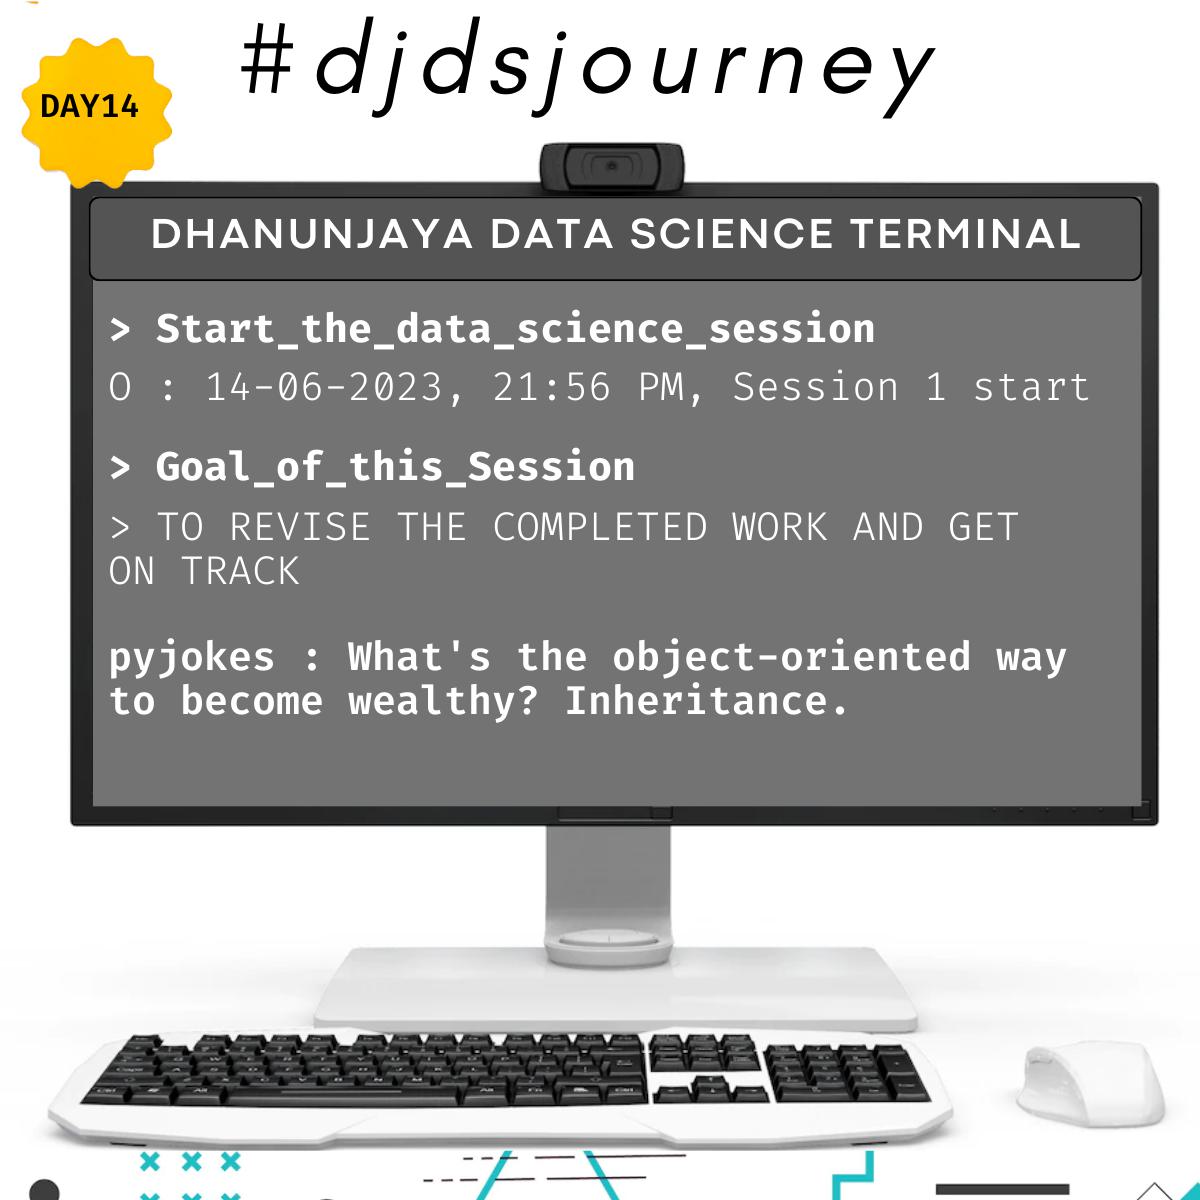 #djdsjourney
DAY14
DHANUNJAYA DATA SCIENCE TERMINAL
> Start_the_data_science_session
O : 14-06-2023, 21:56 PM, Session 1 start
> Goal_of_this_Session
> TO REVISE THE COMPLETED WORK AND GET
ON TRACK
pyjokes : What's the object-oriented way
to become wealthy? Inheritance.